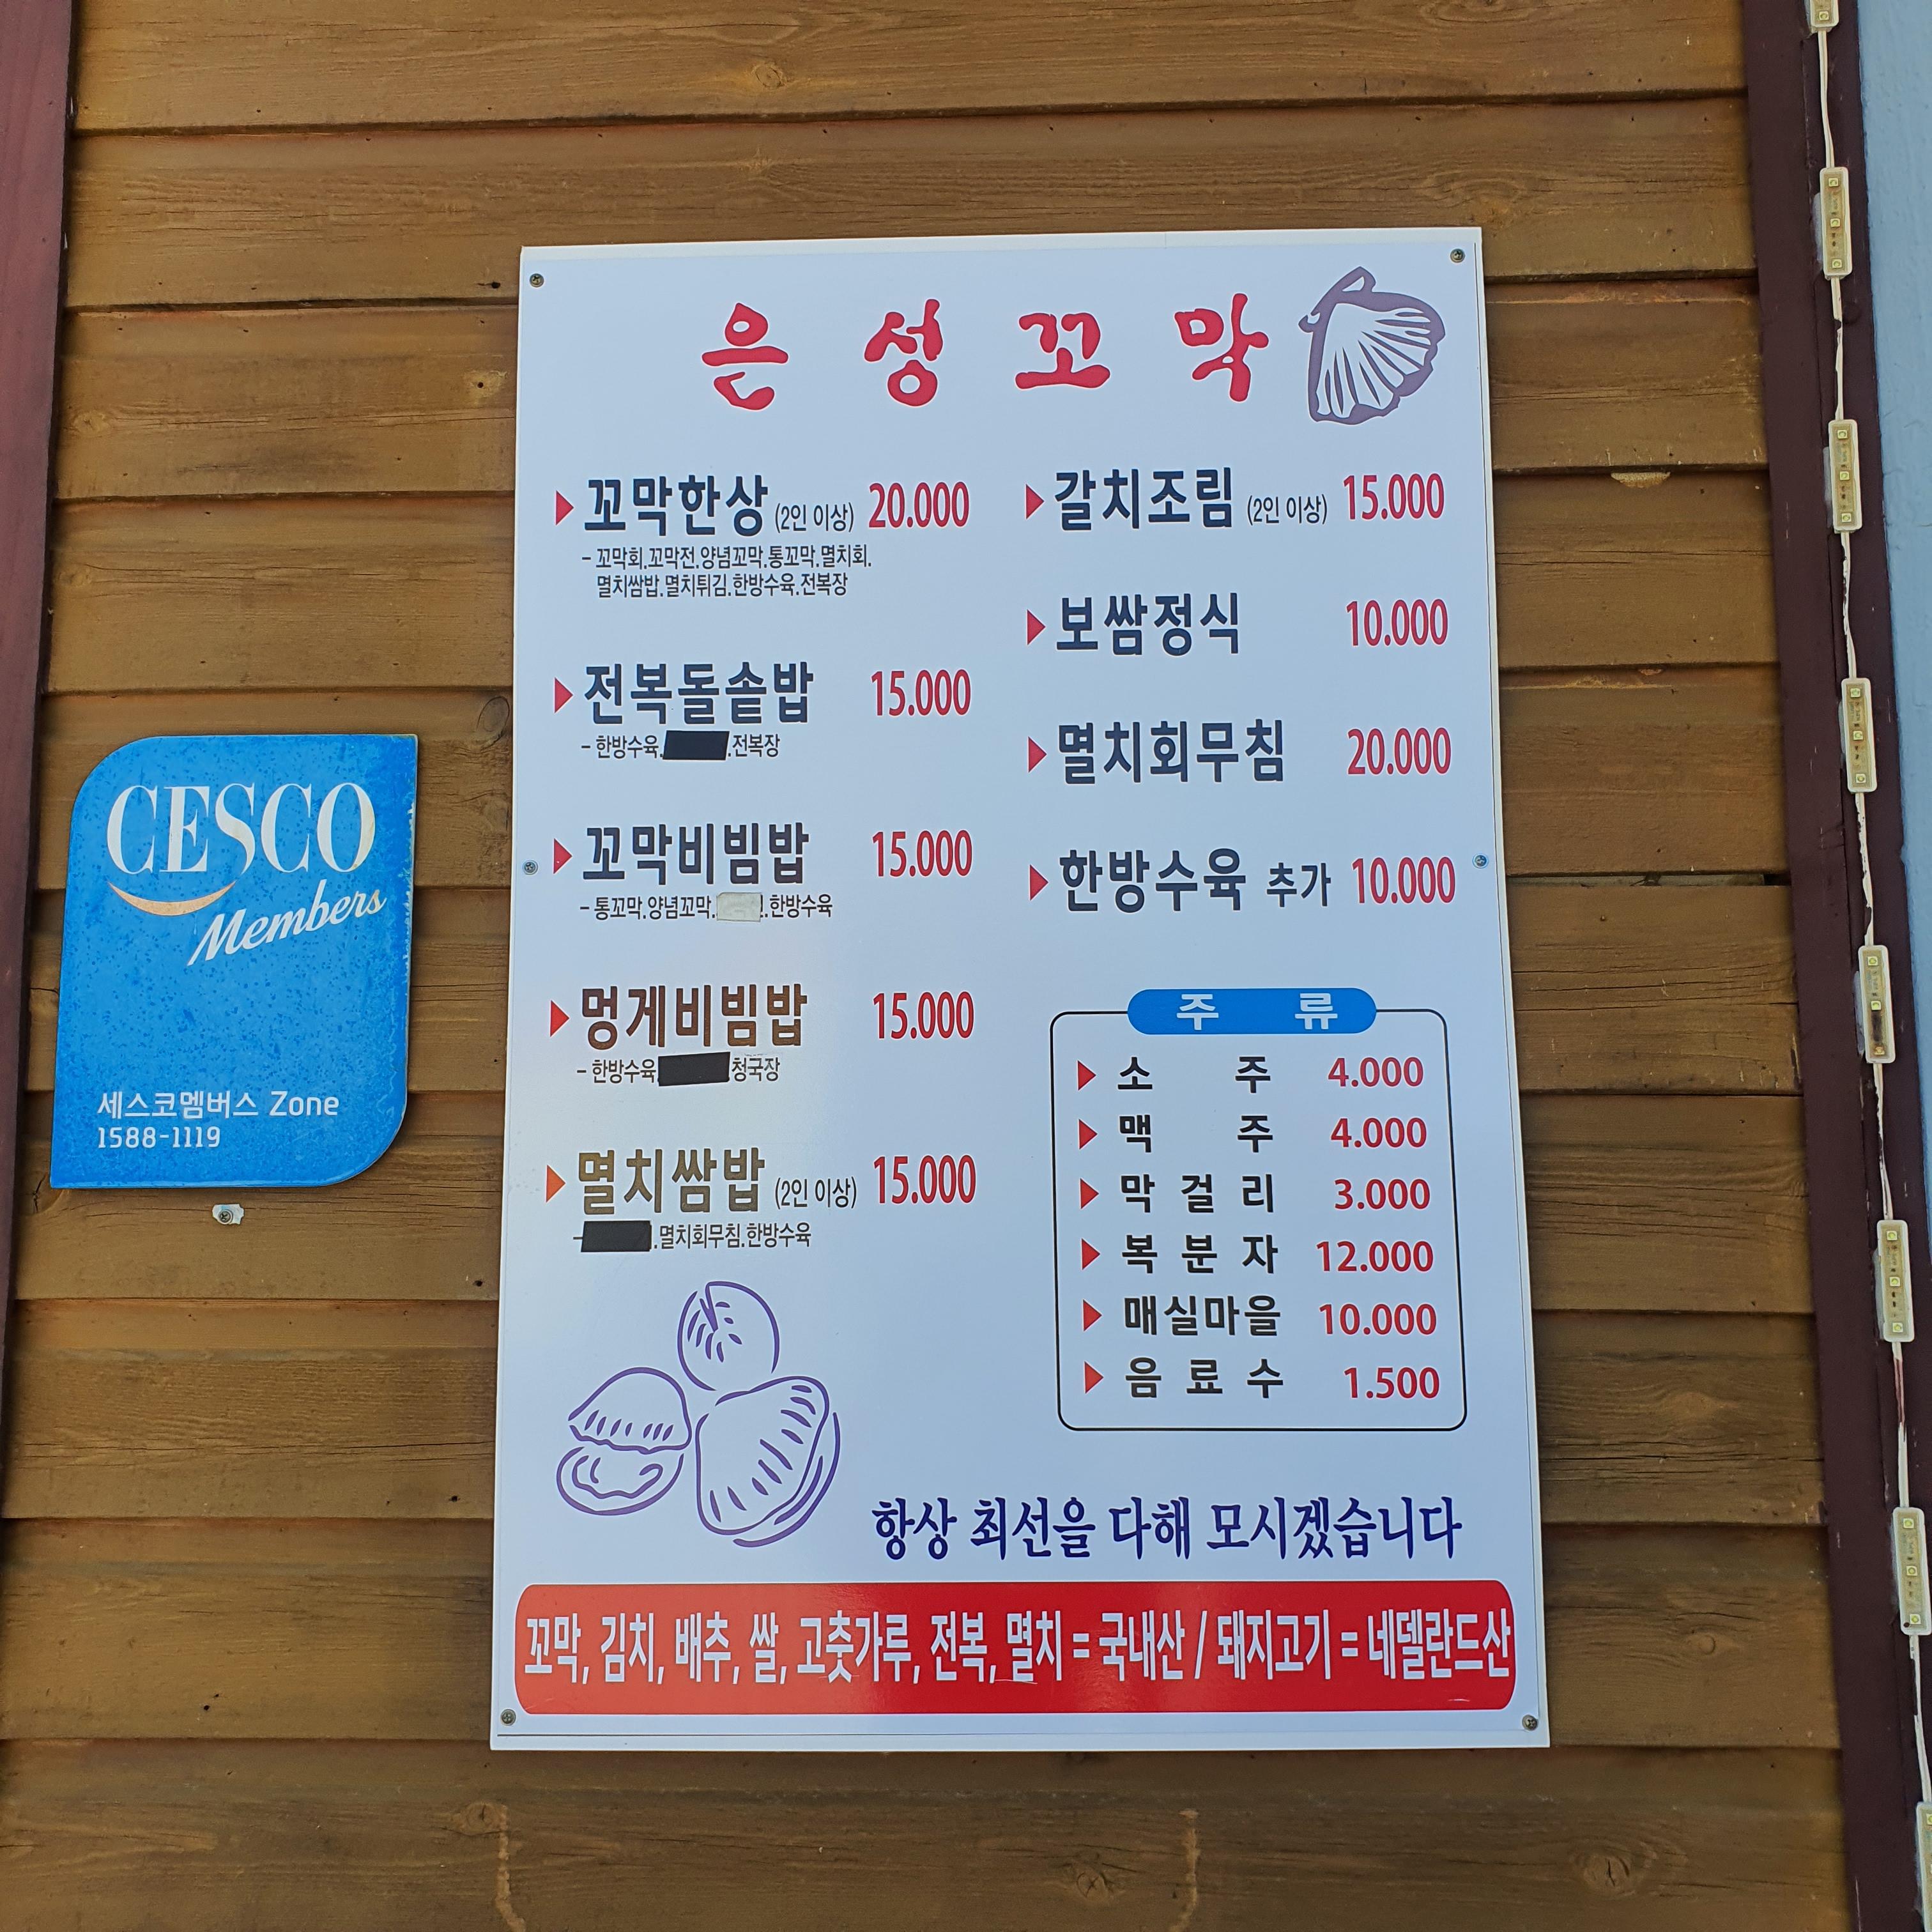 은성꼬막
▶ 꼬막한상 (2인 이상) 20.000
- 꼬막회.꼬막전.양념꼬막.통꼬막.멸치회.
멸치쌈밥.멸치튀김.한방수육.전복장
▶ 전복돌솥밥 15.000
- 한방수육. .전복장
▶ 꼬막비빔밥 15.000
- 통꼬막.양념꼬막. .한방수육
▶ 멍게비빔밥 15.000
- 한방수육 청국장
▶ 멸치쌈밥 (2인 이상) 15.000
- .멸치회무침.한방수육
▶ 갈치조림 (2인 이상) 15.000
▶ 보쌈정식 10.000
▶ 멸치회무침 20.000
▶ 한방수육 추가 10.000
주류
▶ 소주 4.000
▶ 맥주 4.000
▶ 막걸리 3.000
▶ 복분자 12.000
▶ 매실마을 10.000
▶ 음료수 1.500
항상 최선을 다해 모시겠습니다
꼬막, 김치, 배추, 쌀, 고춧가루, 전복, 멸치 = 국내산 / 돼지고기 = 네델란드산
CESCO
Members
세스코멤버스 Zone
1588-1119